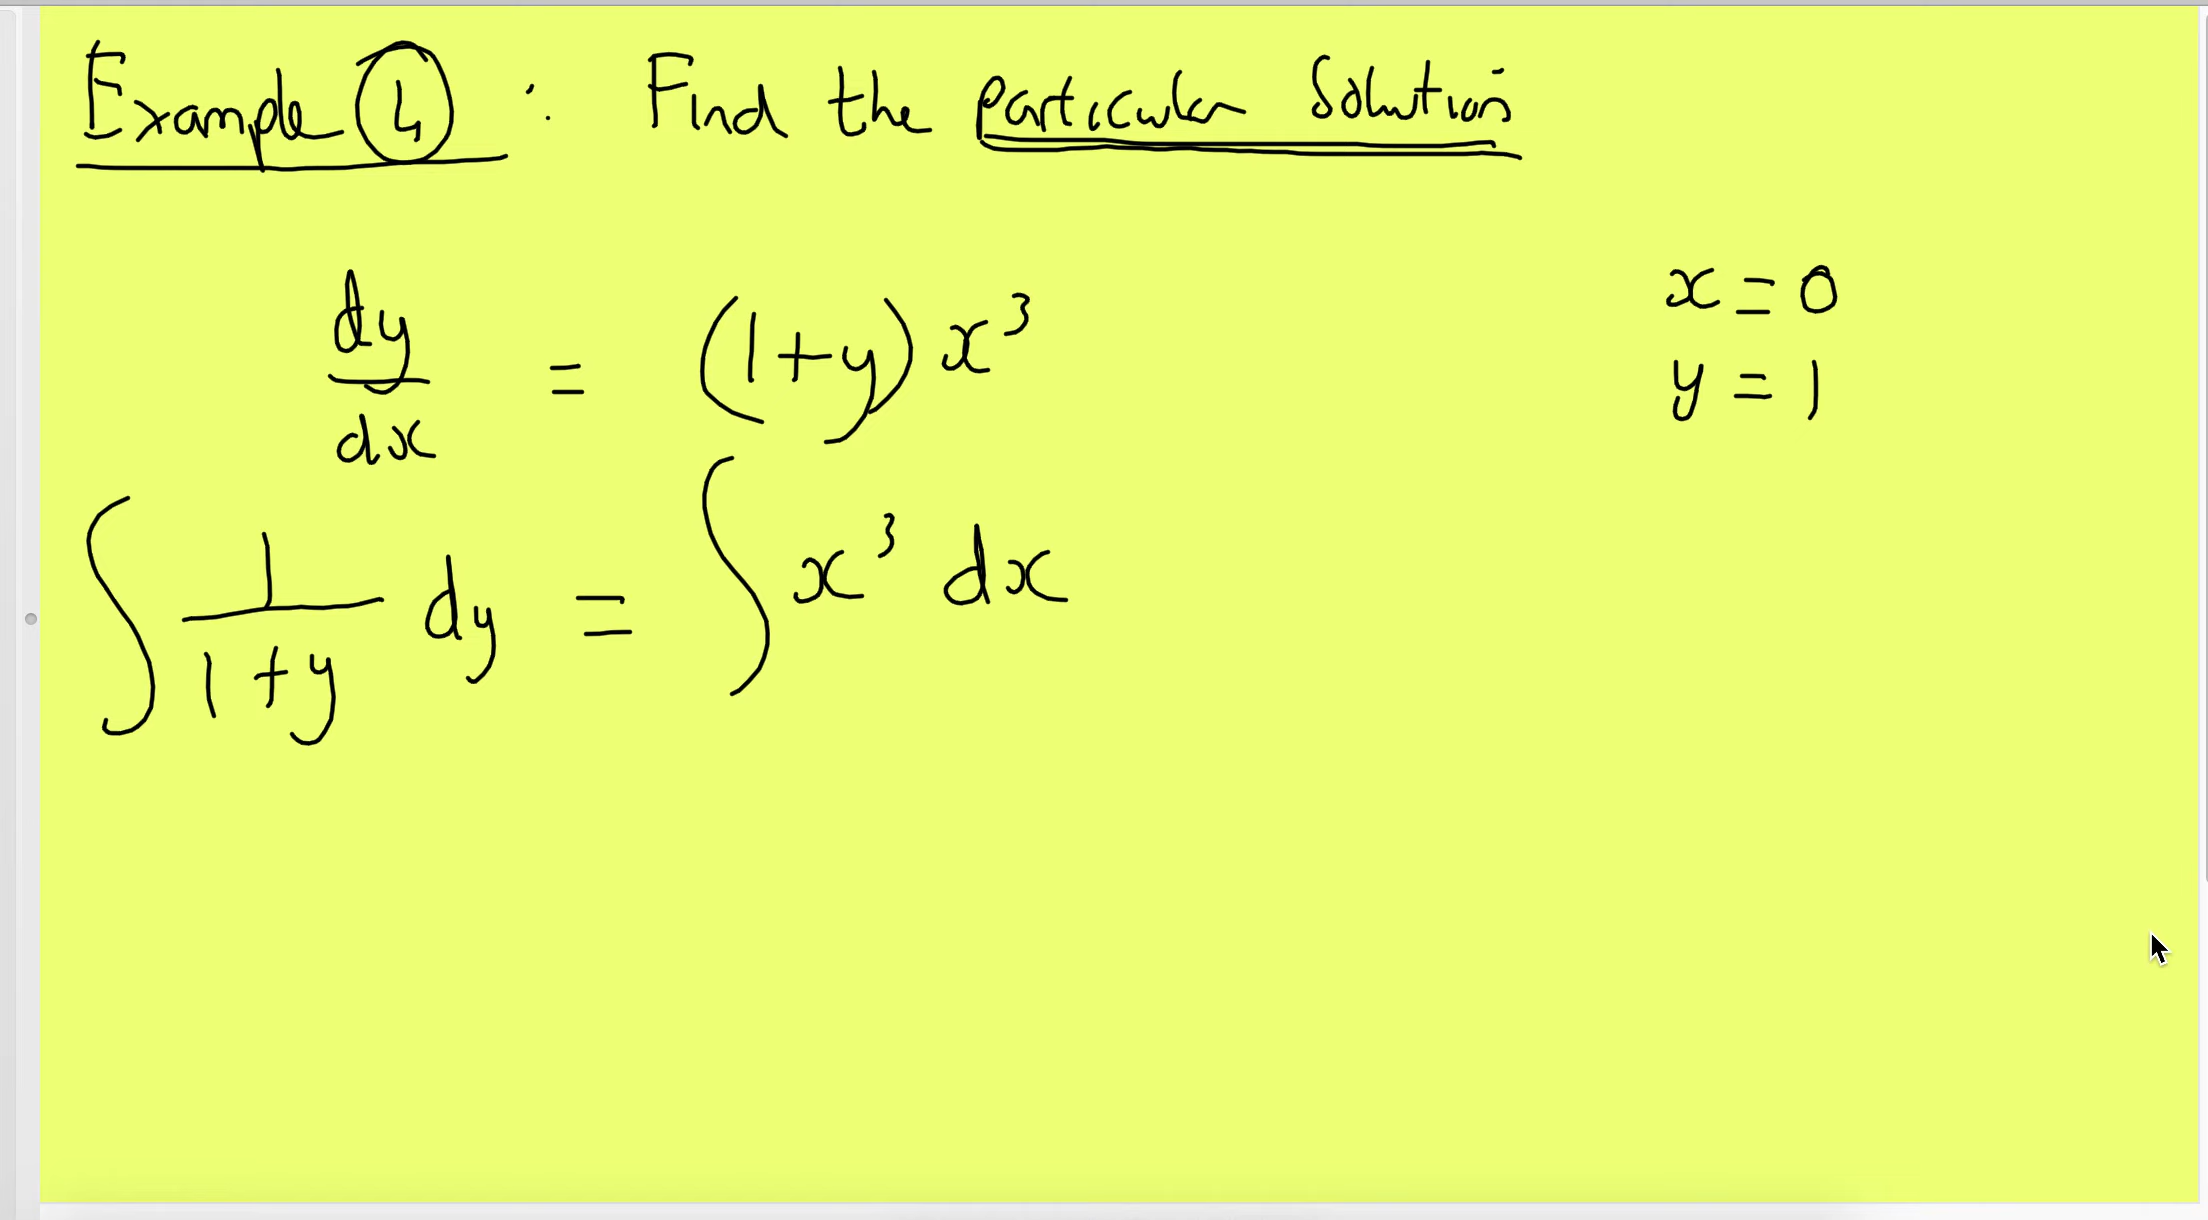 Example 4 : Find the particular solution
dy/dx = (1+y) x³
x = 0
y = 1
∫ 1/(1+y) dy = ∫ x³ dx